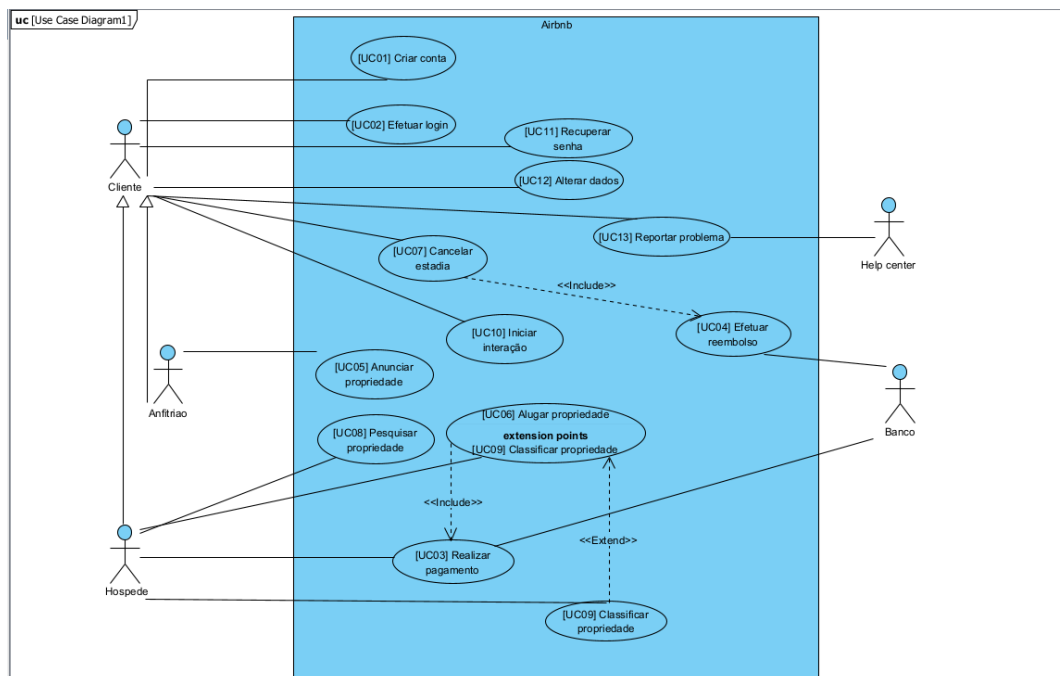 uc [Use Case Diagram1]
Airbnb
[UC01] Criar conta
[UC02] Efetuar login
[UC11] Recuperar
senha
Cliente
[UC12] Alterar dados
[UC13] Reportar problema
Help center
[UC07] Cancelar
estadia
<<Include>>
[UC04] Efetuar
reembolso
[UC10] Iniciar
interação
[UC05] Anunciar
propriedade
Anfitriao
Banco
[UC06] Alugar propriedade
extension points
[UC09] Classificar propriedade
[UC08] Pesquisar
propriedade
<<Include>>
<<Extend>>
[UC03] Realizar
pagamento
Hospede
[UC09] Classificar
propriedade